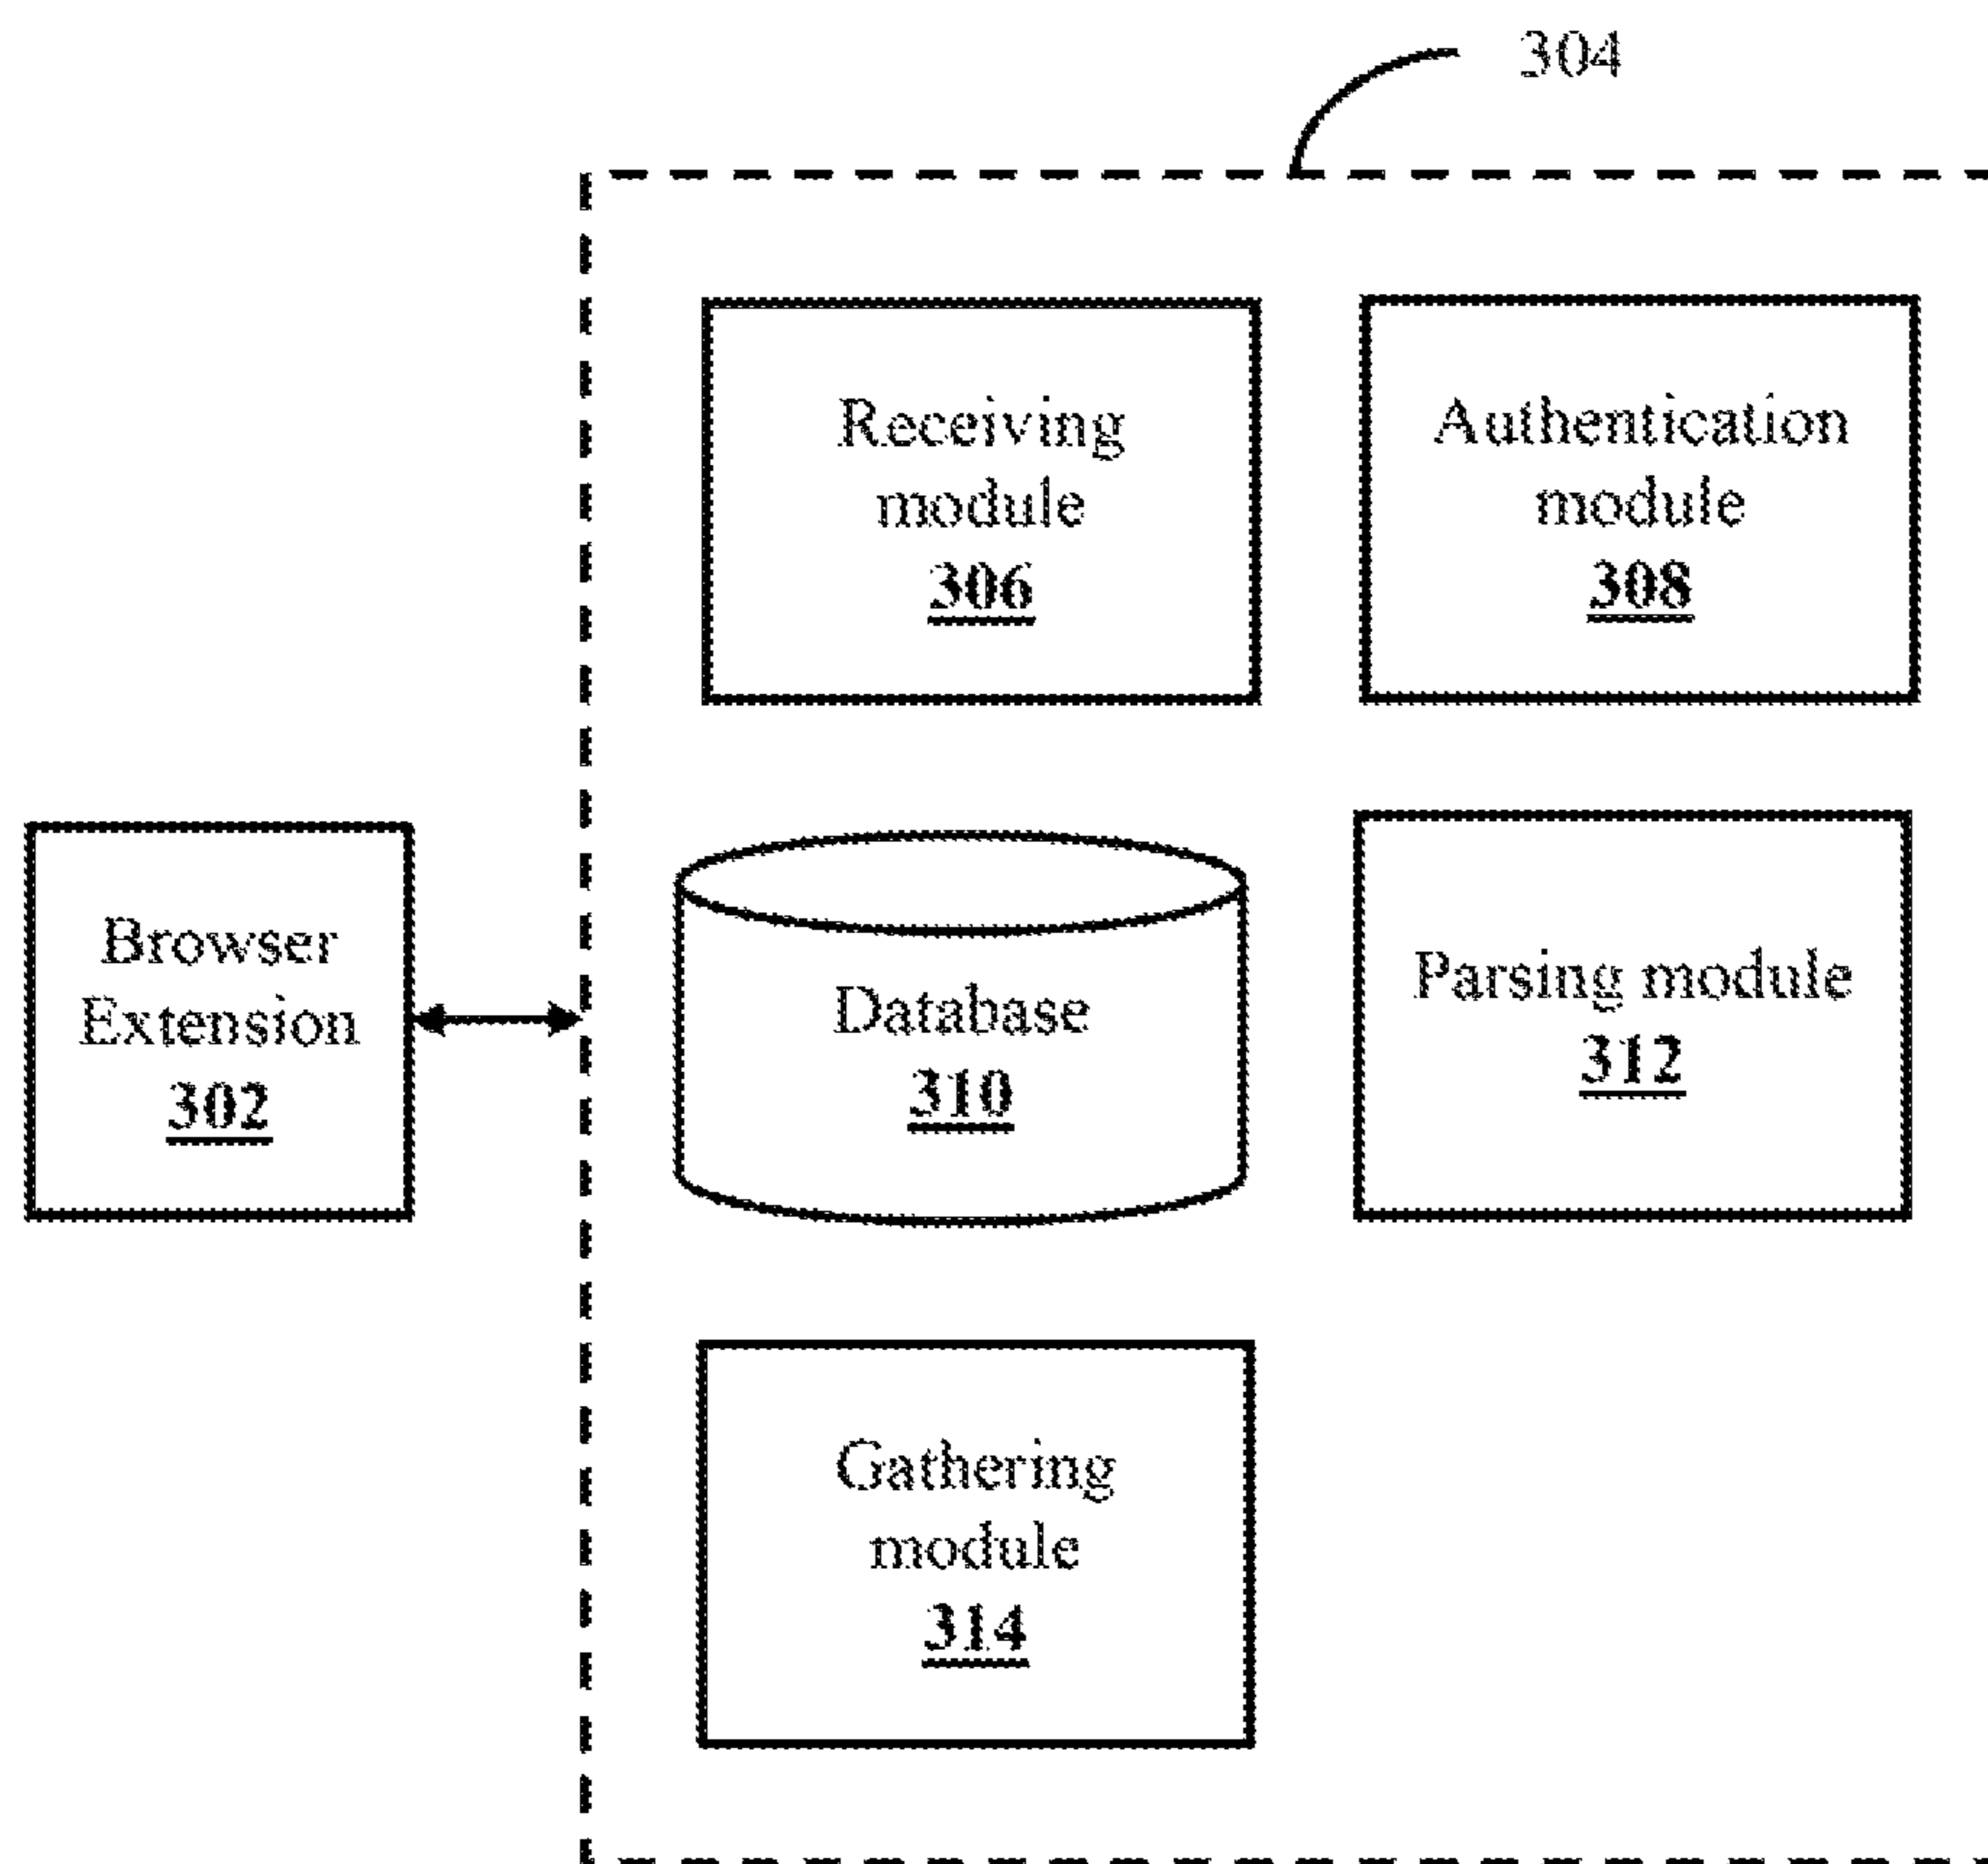 304
Receiving
module
306
Authentication
module
308
Browser
Extension
302
Database
310
Parsing module
312
Gathering
module
314